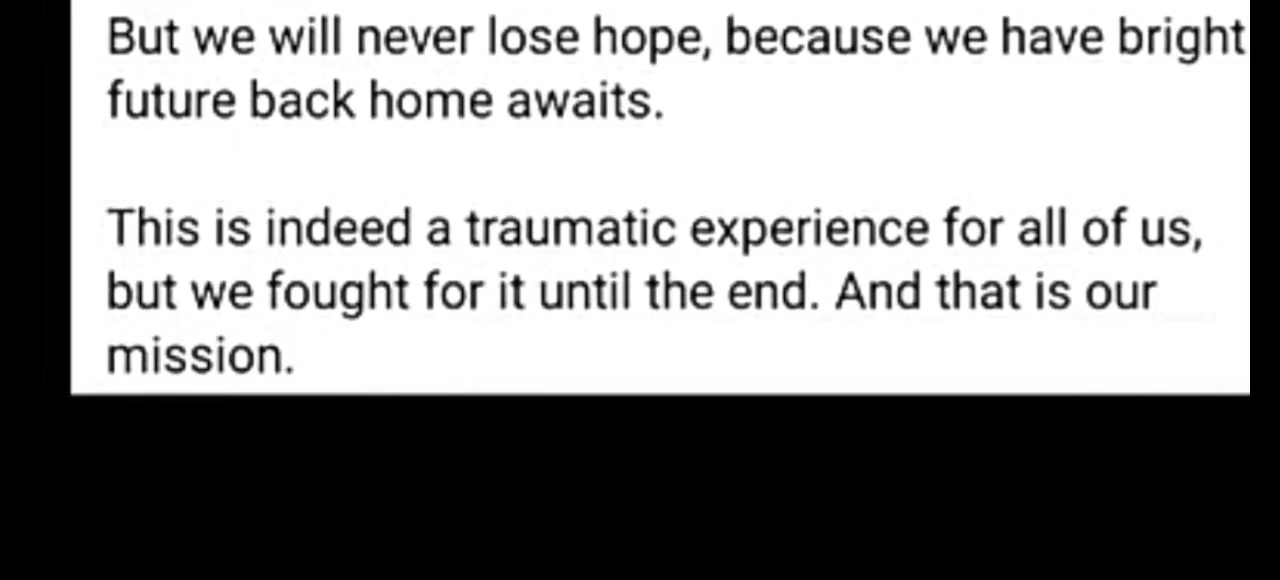 But we will never lose hope, because we have bright
future back home awaits.
This is indeed a traumatic experience for all of us,
but we fought for it until the end. And that is our
mission.